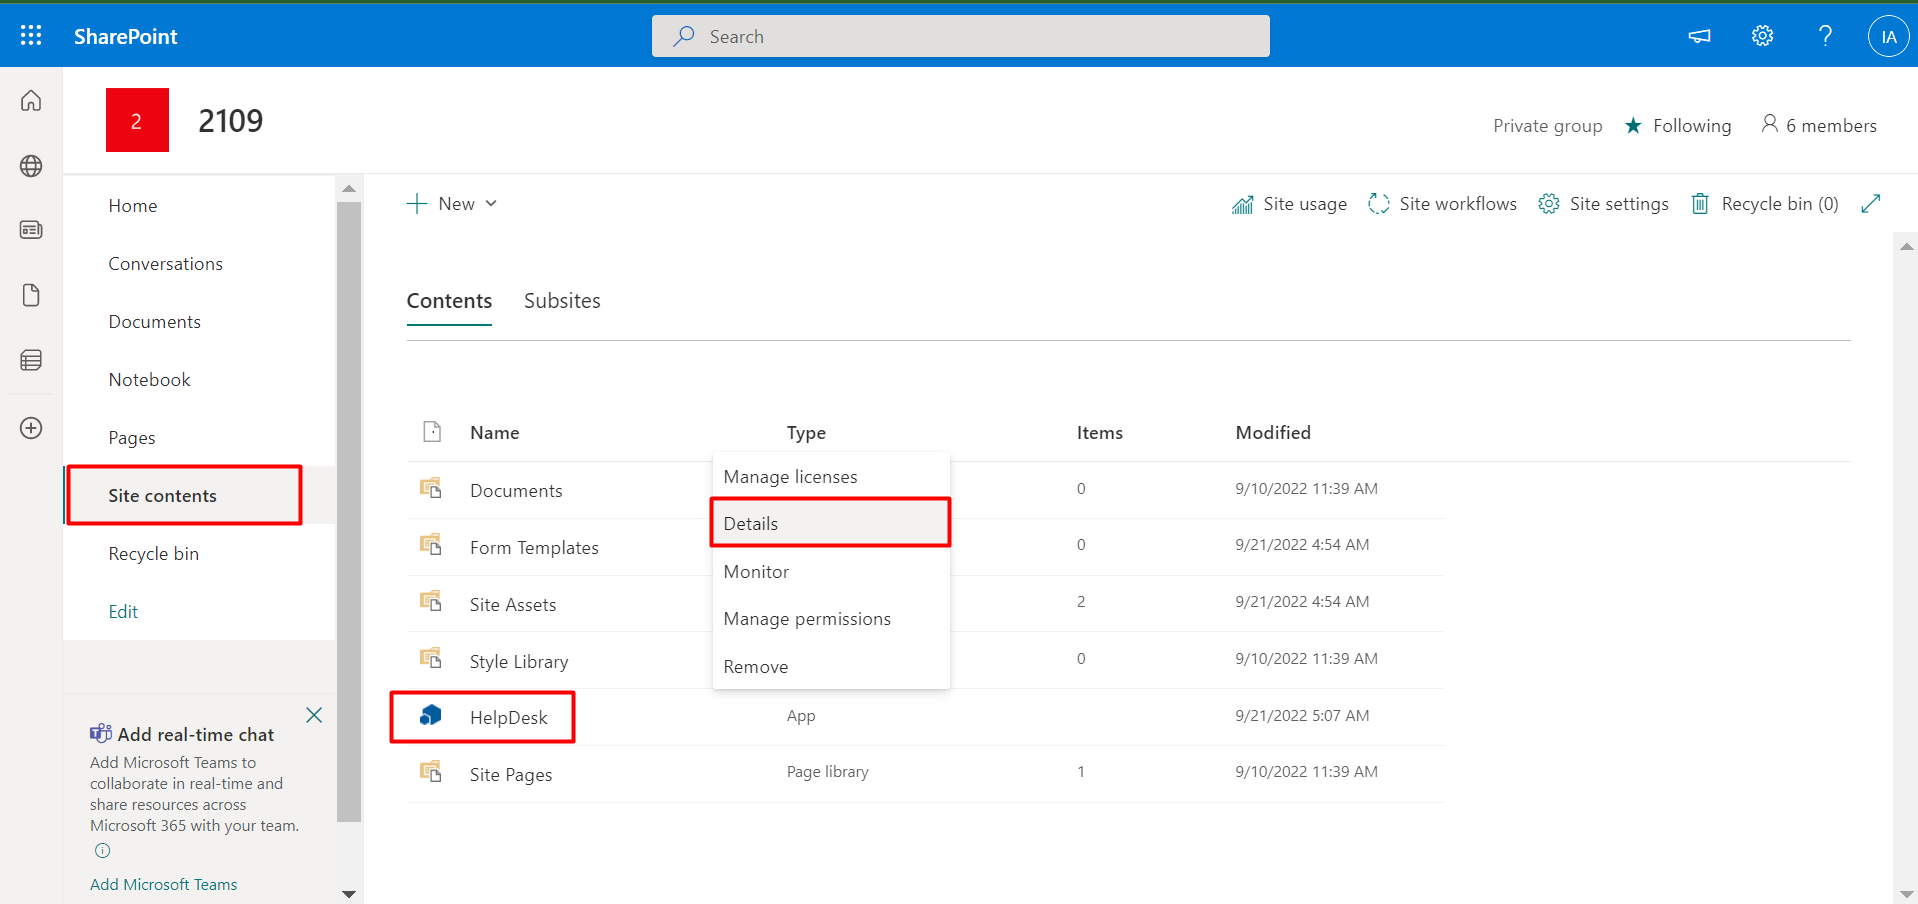 SharePoint
Search
IA
2
2109
Private group
Following
6 members
Home
Conversations
Documents
Notebook
Pages
Site contents
Recycle bin
Edit
Add real-time chat
Add Microsoft Teams to
collaborate in real-time and
share resources across
Microsoft 365 with your team.
Add Microsoft Teams
New
Site usage
Site workflows
Site settings
Recycle bin (0)
Contents
Subsites
Name Type Items Modified
Documents 0 9/10/2022 11:39 AM
Form Templates 0 9/21/2022 4:54 AM
Site Assets 2 9/21/2022 4:54 AM
Style Library 0 9/10/2022 11:39 AM
HelpDesk App 9/21/2022 5:07 AM
Site Pages Page library 1 9/10/2022 11:39 AM
Manage licenses
Details
Monitor
Manage permissions
Remove